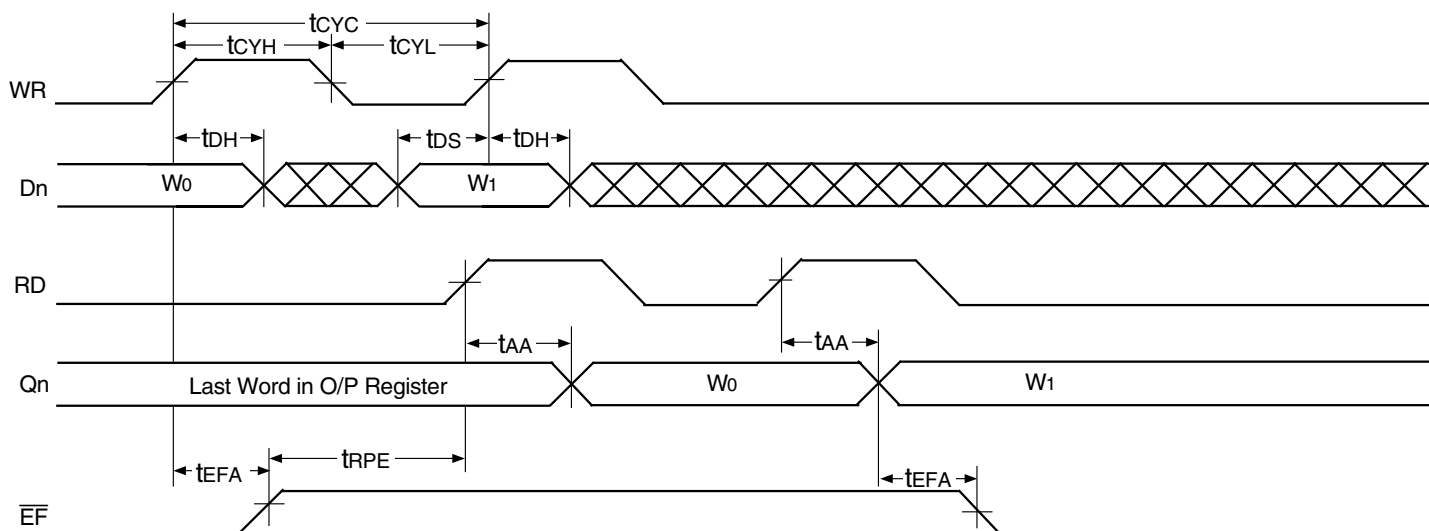 tCYC
tCYH tCYL
WR
tDH tDS tDH
Dn W0 W1
RD
tAA tAA
Qn Last Word in O/P Register W0 W1
tEFA tRPE tEFA
E̅F̅